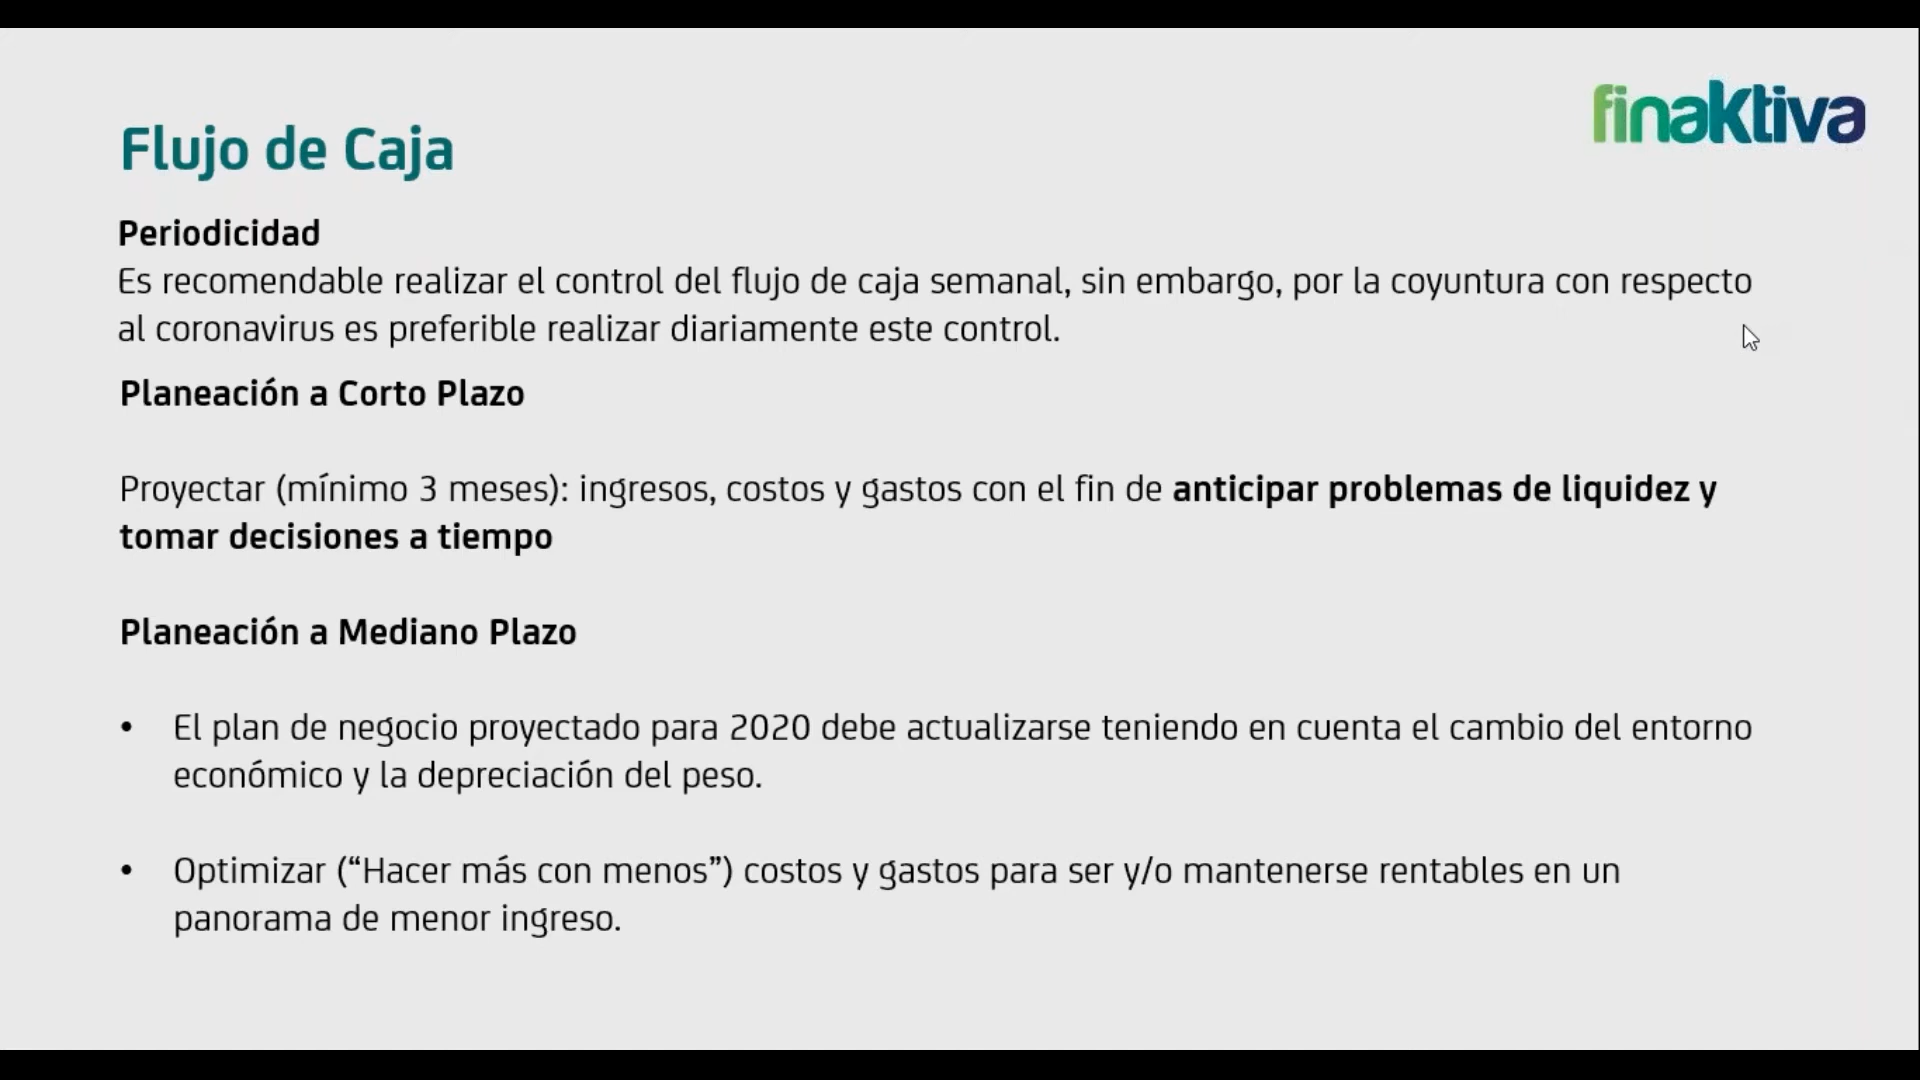 finaktiva
Flujo de Caja
Periodicidad
Es recomendable realizar el control del flujo de caja semanal, sin embargo, por la coyuntura con respecto
al coronavirus es preferible realizar diariamente este control.
Planeación a Corto Plazo
Proyectar (mínimo 3 meses): ingresos, costos y gastos con el fin de anticipar problemas de liquidez y
tomar decisiones a tiempo
Planeación a Mediano Plazo
• El plan de negocio proyectado para 2020 debe actualizarse teniendo en cuenta el cambio del entorno
económico y la depreciación del peso.
• Optimizar (“Hacer más con menos”) costos y gastos para ser y/o mantenerse rentables en un
panorama de menor ingreso.